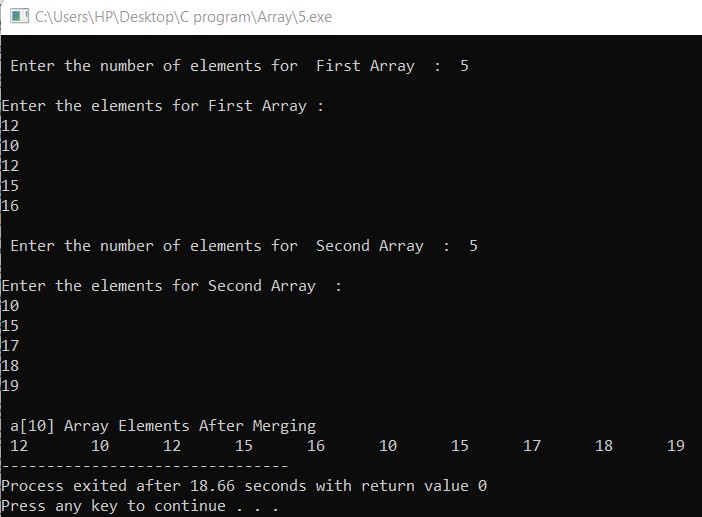 C:\Users\HP\Desktop\C program\Array\5.exe
Enter the number of elements for  First Array  :  5
Enter the elements for First Array :
12
10
12
15
16
Enter the number of elements for  Second Array  :  5
Enter the elements for Second Array  :
10
15
17
18
19
a[10] Array Elements After Merging
12       10      12      15      16      10      15      17      18      19
--------------------------------
Process exited after 18.66 seconds with return value 0
Press any key to continue . . .